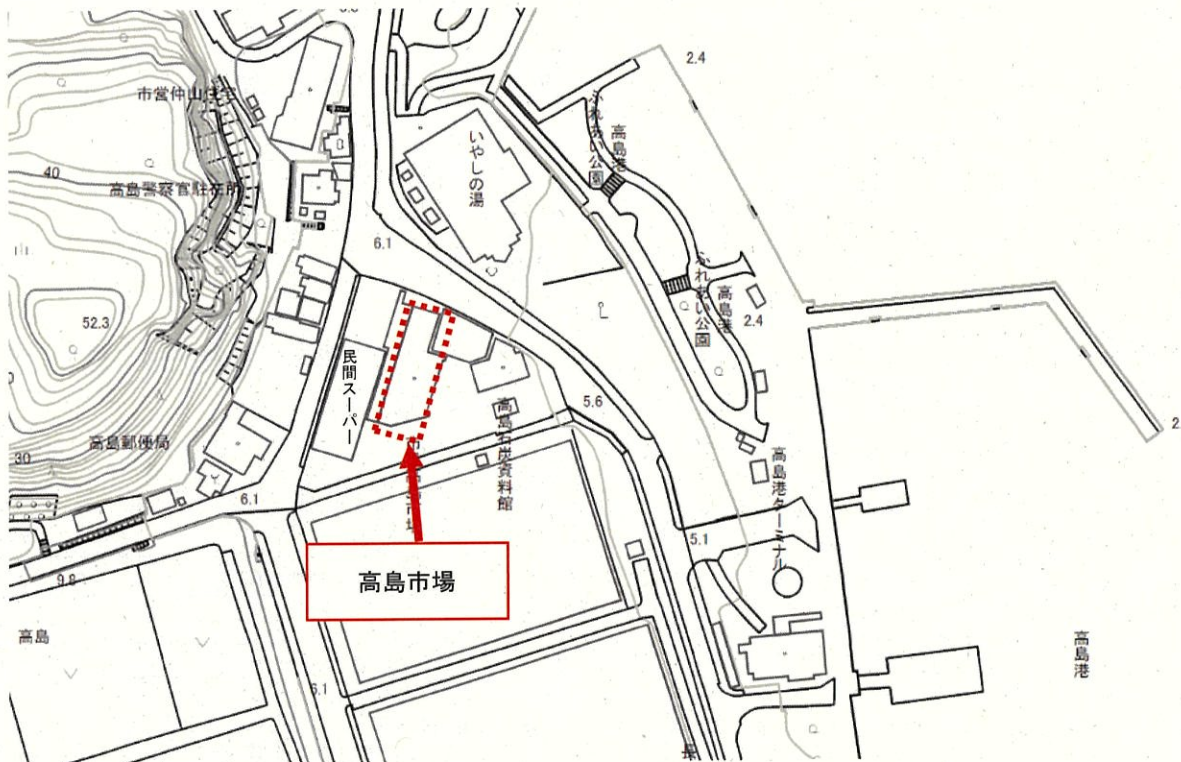 2.4
市営仲山住宅
いやしの湯
ふれあい公園
高島港
40
高島警察官駐在所
6.1
ふれあい公園
高島港
2.4
52.3
民間スーパー
5.6
高島石炭資料館
高島郵便局
30
高島港ターミナル
6.1
5.1
高島市場
9.8
高島
高島港
6.1
長